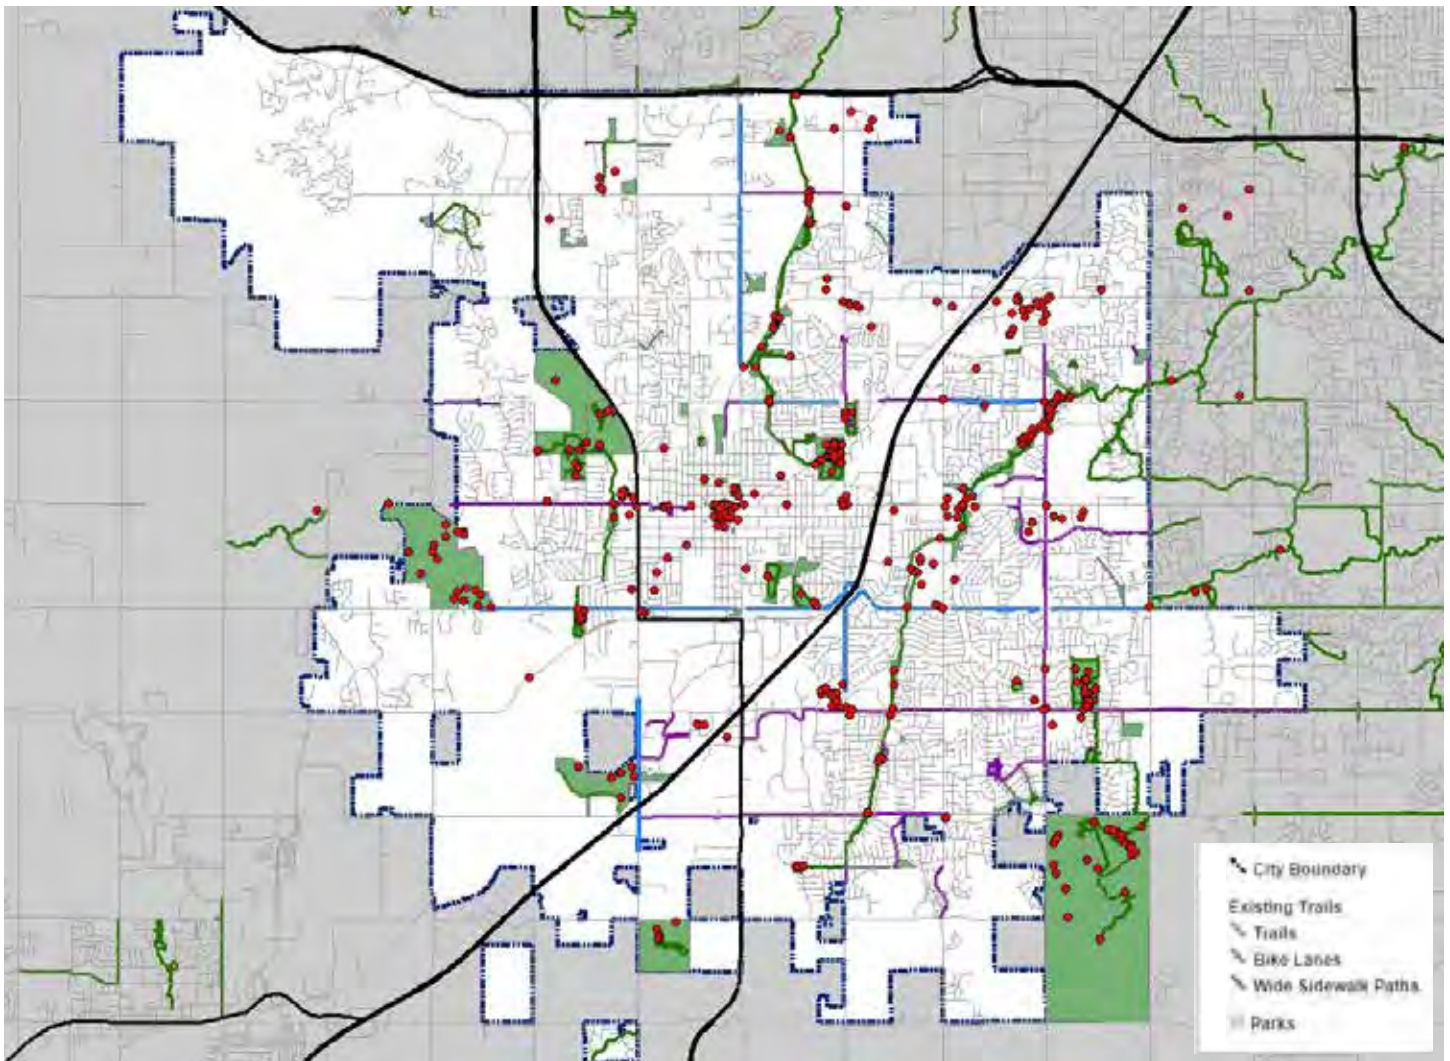 City Boundary
Existing Trails
Trails
Bike Lanes
Wide Sidewalk Paths
Parks